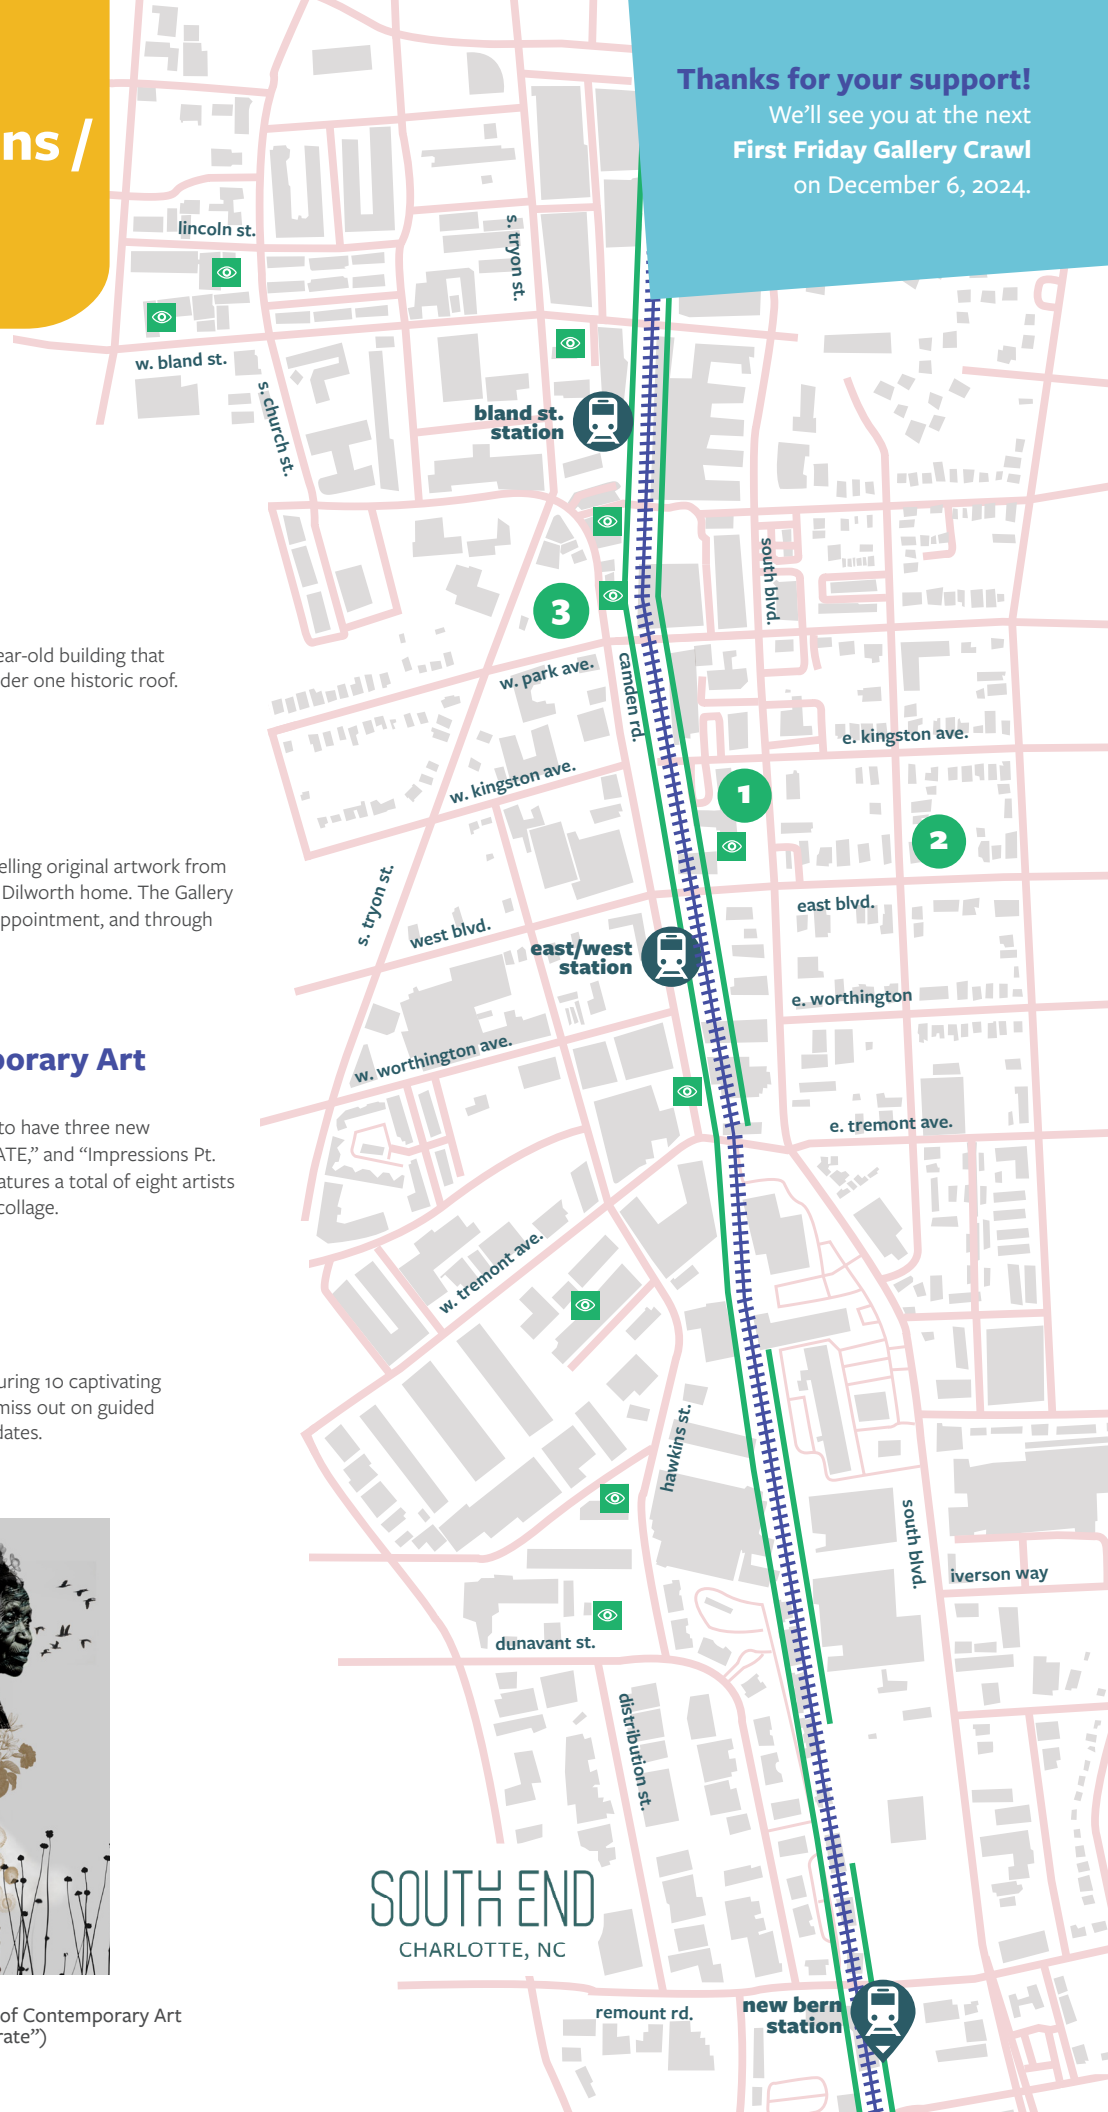 ns /
Thanks for your support!
We'll see you at the next
First Friday Gallery Crawl
on December 6, 2024.
lincoln st.
s. tryon st.
w. bland st.
s. church st.
bland st.
station
south blvd.
3
ear-old building that
der one historic roof.
w. park ave.
camden rd.
e. kingston ave.
w. kingston ave.
1
2
elling original artwork from
Dilworth home. The Gallery
ppointment, and through
s. tryon st.
west blvd.
east blvd.
east/west
station
e. worthington
w. worthington ave.
porary Art
to have three new
ATE,” and “Impressions Pt.
atures a total of eight artists
collage.
e. tremont ave.
w. tremont ave.
uring 10 captivating
miss out on guided
dates.
hawkins st.
south blvd.
iverson way
dunavant st.
distribution st.
SOUTH END
CHARLOTTE, NC
of Contemporary Art
rate”)
remount rd.
new bern
station